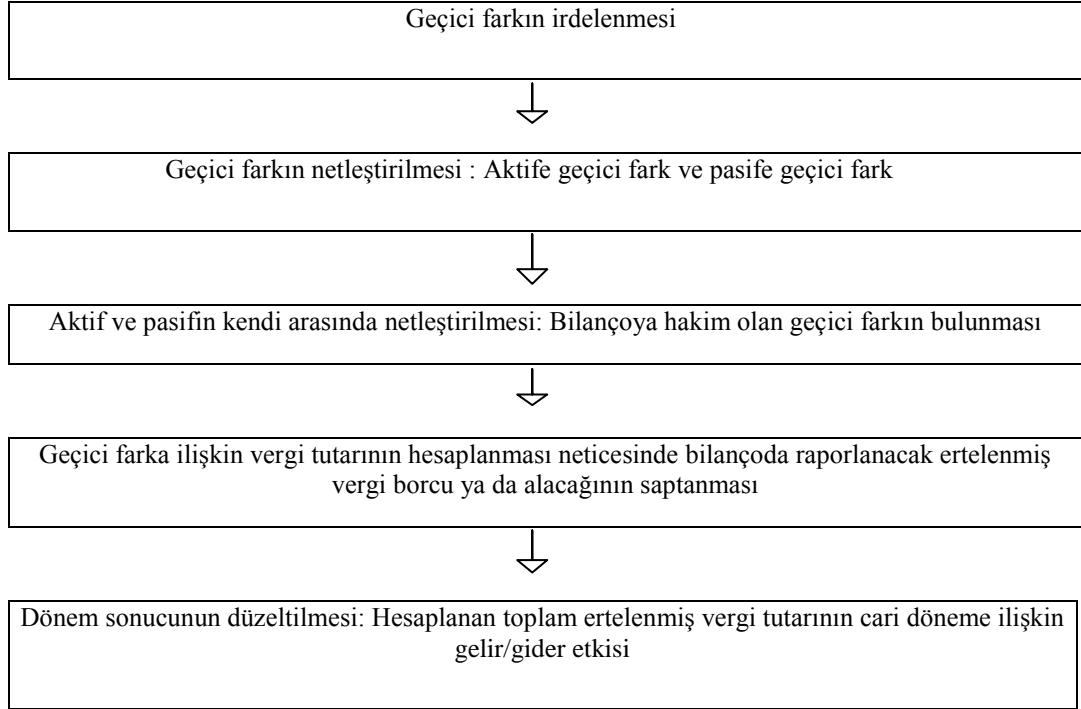 Geçici farkın irdelenmesi
Geçici farkın netleştirilmesi : Aktife geçici fark ve pasife geçici fark
Aktif ve pasifin kendi arasında netleştirilmesi: Bilançoya hakim olan geçici farkın bulunması
Geçici farka ilişkin vergi tutarının hesaplanması neticesinde bilançoda raporlanacak ertelenmiş
vergi borcu ya da alacağının saptanması
Dönem sonucunun düzeltilmesi: Hesaplanan toplam ertelenmiş vergi tutarının cari döneme ilişkin
gelir/gider etkisi